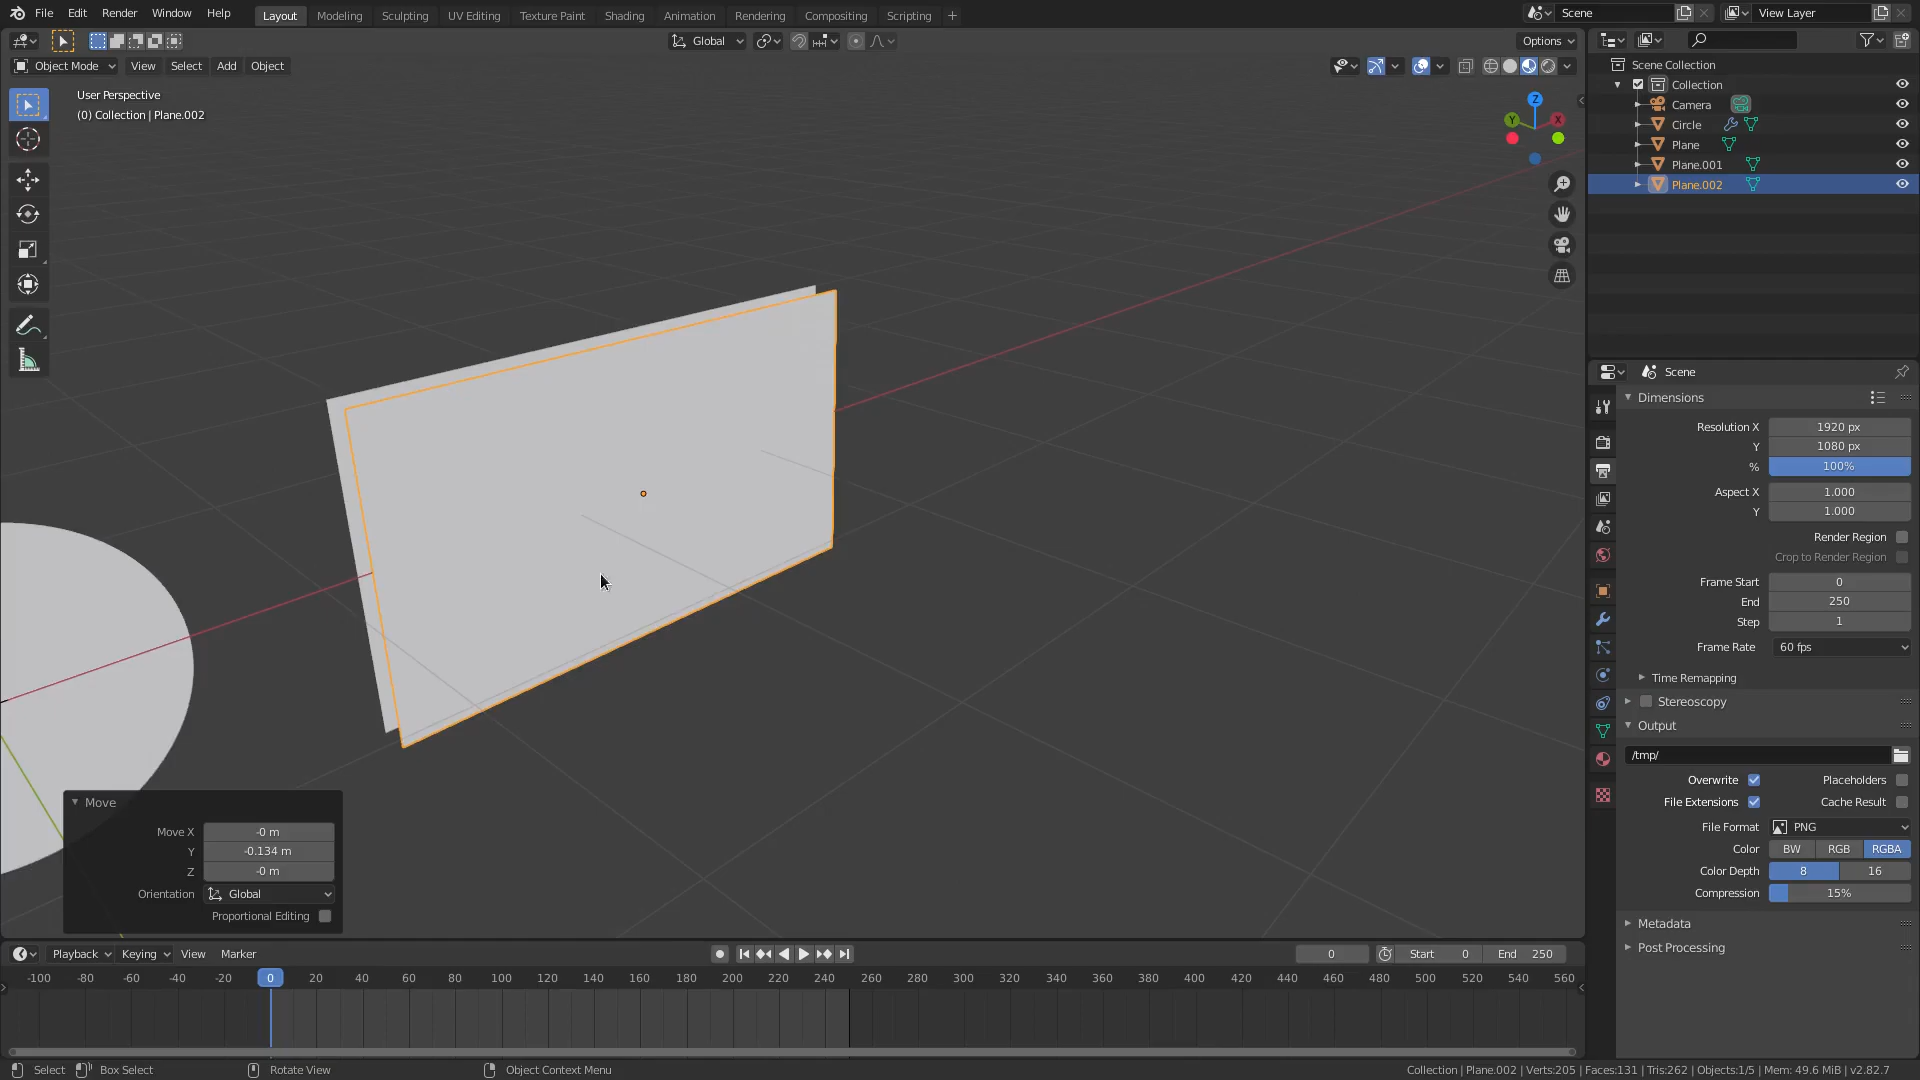 File Edit Render Window Help Layout Modeling Sculpting UV Editing Texture Paint Shading Animation Rendering Compositing Scripting + Scene View Layer
Global Options
Object Mode View Select Add Object
User Perspective
(0) Collection | Plane.002
Z
Y X
Scene Collection
Collection
Camera
Circle
Plane
Plane.001
Plane.002
Scene
Dimensions
Resolution X 1920 px
Y 1080 px
% 100%
Aspect X 1.000
Y 1.000
Render Region
Crop to Render Region
Frame Start 0
End 250
Step 1
Frame Rate 60 fps
Time Remapping
Stereoscopy
Output
/tmp/
Overwrite Placeholders
File Extensions Cache Result
File Format PNG
Color BW RGB RGBA
Color Depth 8 16
Compression 15%
Metadata
Post Processing
Move
Move X -0 m
Y -0.134 m
Z -0 m
Orientation Global
Proportional Editing
Playback Keying View Marker 0 Start 0 End 250
-100 -80 -60 -40 -20 0 20 40 60 80 100 120 140 160 180 200 220 240 260 280 300 320 340 360 380 400 420 440 460 480 500 520 540 560
Select Box Select Rotate View Object Context Menu Collection | Plane.002 | Verts:205 | Faces:131 | Tris:262 | Objects:1/5 | Mem: 49.6 MiB | v2.82.7